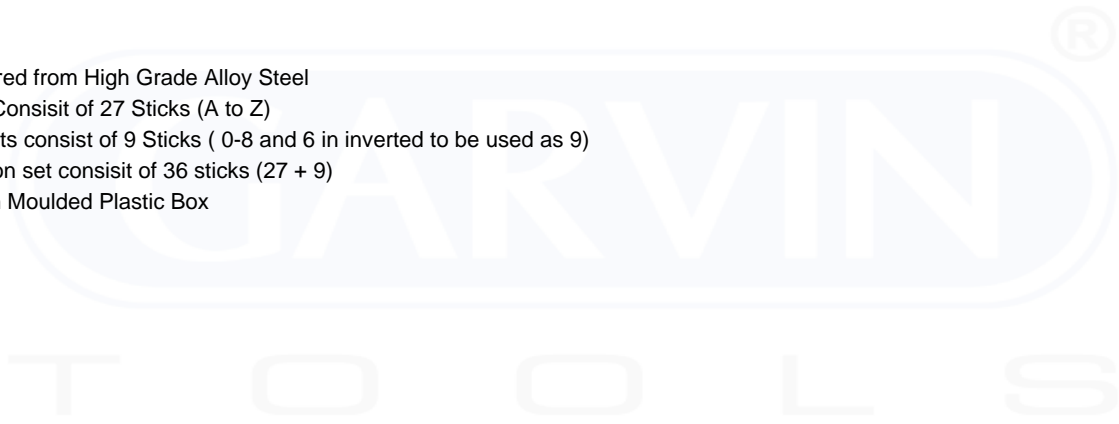 red from High Grade Alloy Steel
Consisit of 27 Sticks (A to Z)
ts consist of 9 Sticks ( 0-8 and 6 in inverted to be used as 9)
on set consisit of 36 sticks (27 + 9)
Moulded Plastic Box
GARVIN
®
TOOLS